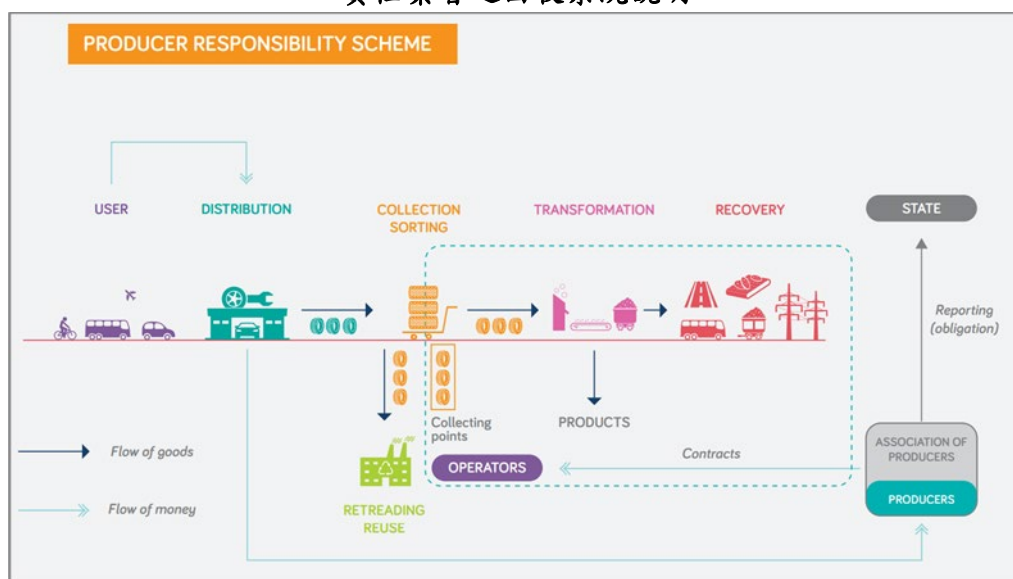 PRODUCER RESPONSIBILITY SCHEME
USER
DISTRIBUTION
COLLECTION
SORTING
TRANSFORMATION
RECOVERY
STATE
Reporting
(obligation)
Collecting
points
PRODUCTS
OPERATORS
Contracts
ASSOCIATION OF
PRODUCERS
PRODUCERS
Flow of goods
Flow of money
RETREADING
REUSE